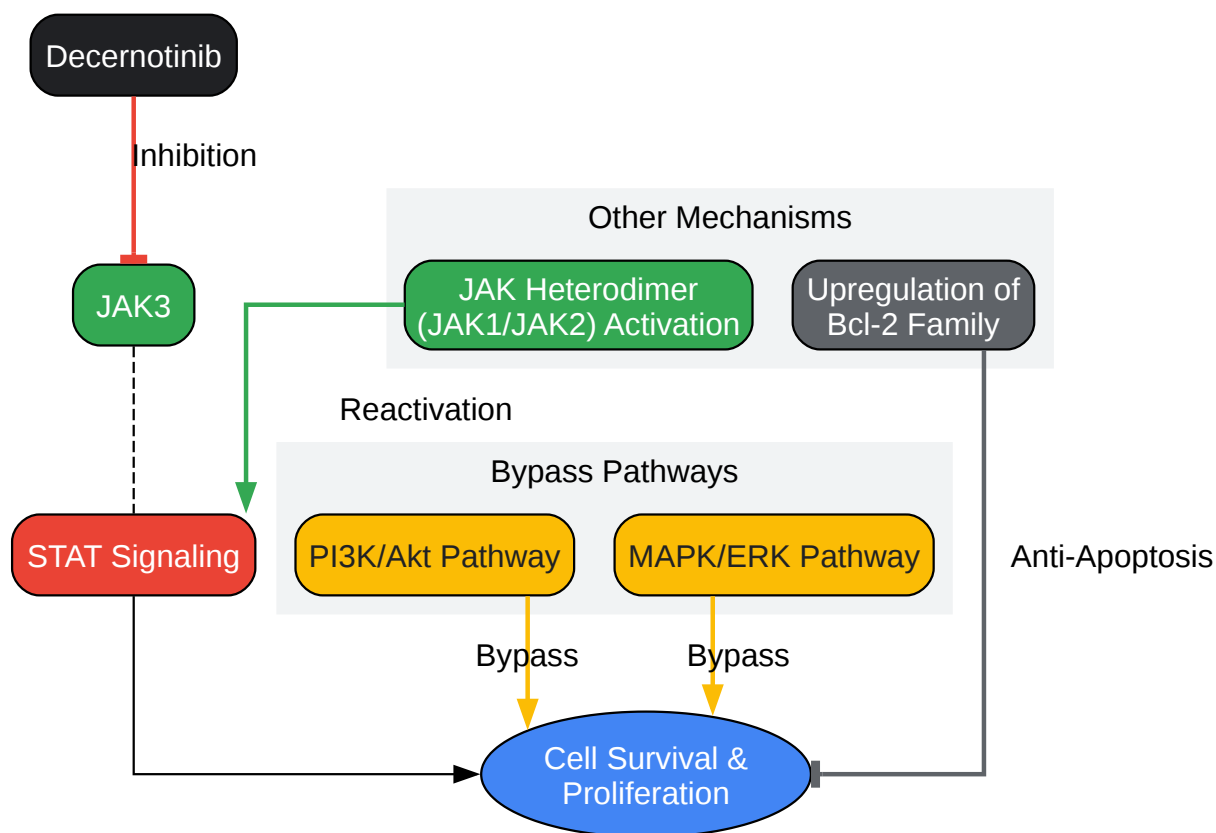 Decernotinib
Inhibition
Other Mechanisms
JAK3
JAK Heterodimer
(JAK1/JAK2) Activation
Upregulation of
Bcl-2 Family
Reactivation
Bypass Pathways
STAT Signaling
PI3K/Akt Pathway
MAPK/ERK Pathway
Anti-Apoptosis
Bypass
Bypass
Cell Survival &
Proliferation